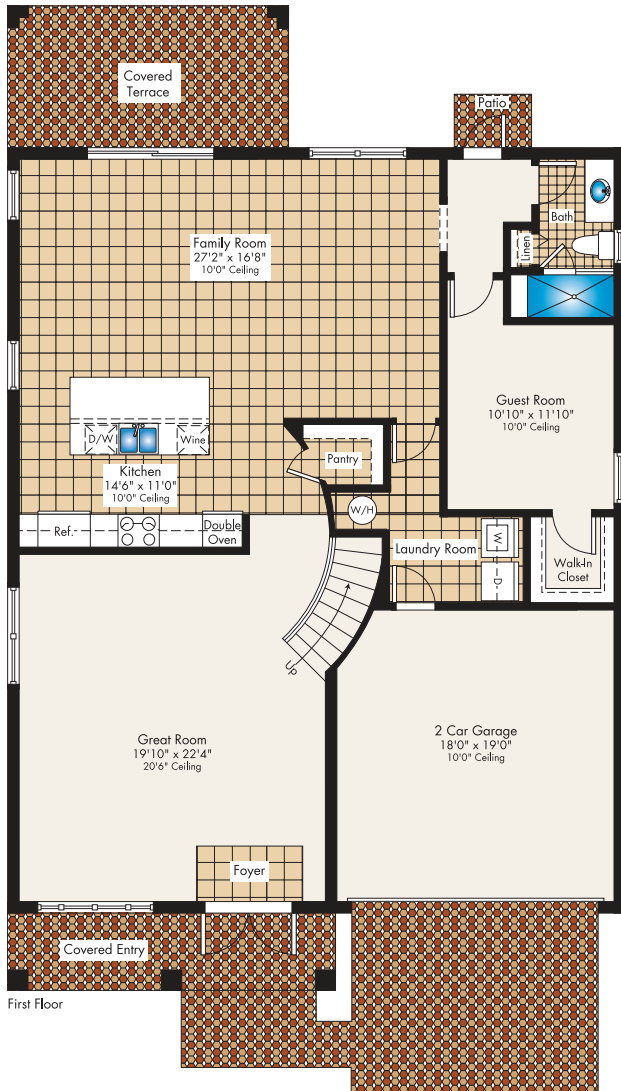 Covered
Terrace
Patio
Bath
Linen
Family Room
27'2" x 16'8"
10'0" Ceiling
Guest Room
10'10" x 11'10"
10'0" Ceiling
D/W
Wine
Pantry
Kitchen
14'6" x 11'0"
10'0" Ceiling
W/H
Ref.
Double
Oven
Laundry Room
W
D
Walk-In
Closet
Up
Great Room
19'10" x 22'4"
20'6" Ceiling
2 Car Garage
18'0" x 19'0"
10'0" Ceiling
Foyer
Covered Entry
First Floor